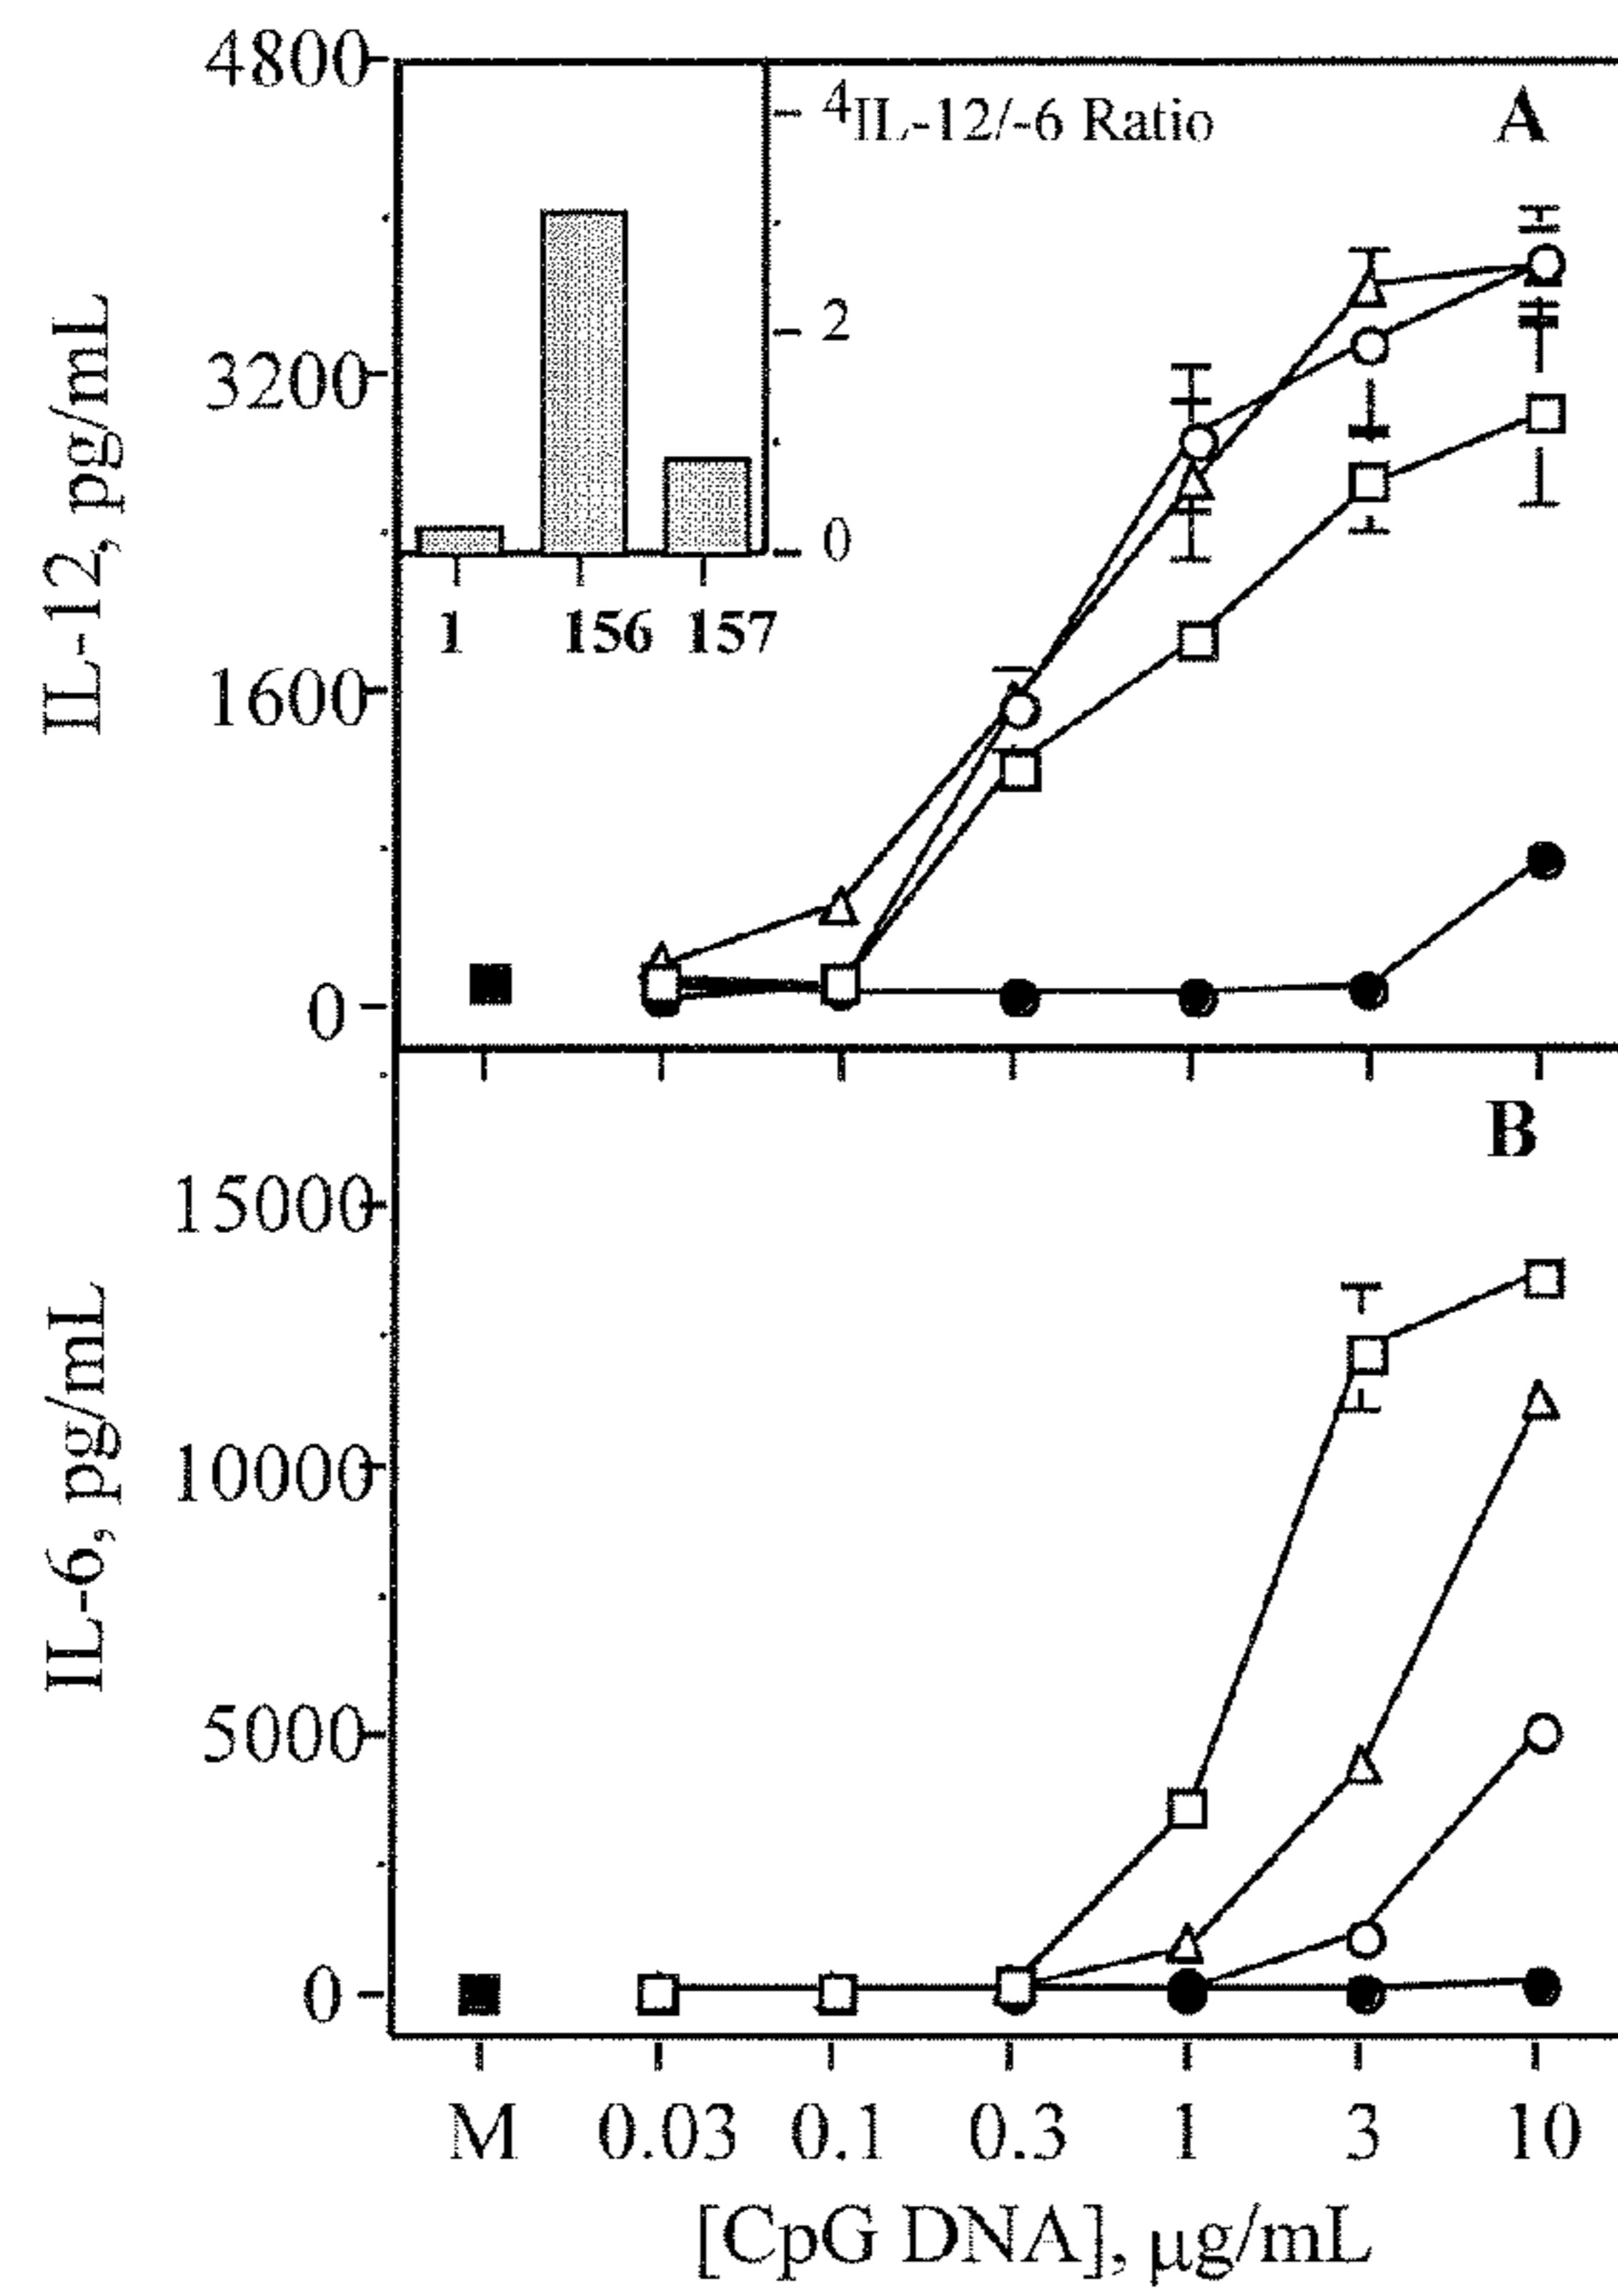 4800
4 IL-12/-6 Ratio
A
3200
2
0
1 156 157
1600
0
IL-12, pg/mL
B
15000
10000
5000
0
IL-6, pg/mL
M 0.03 0.1 0.3 1 3 10
[CpG DNA], μg/mL